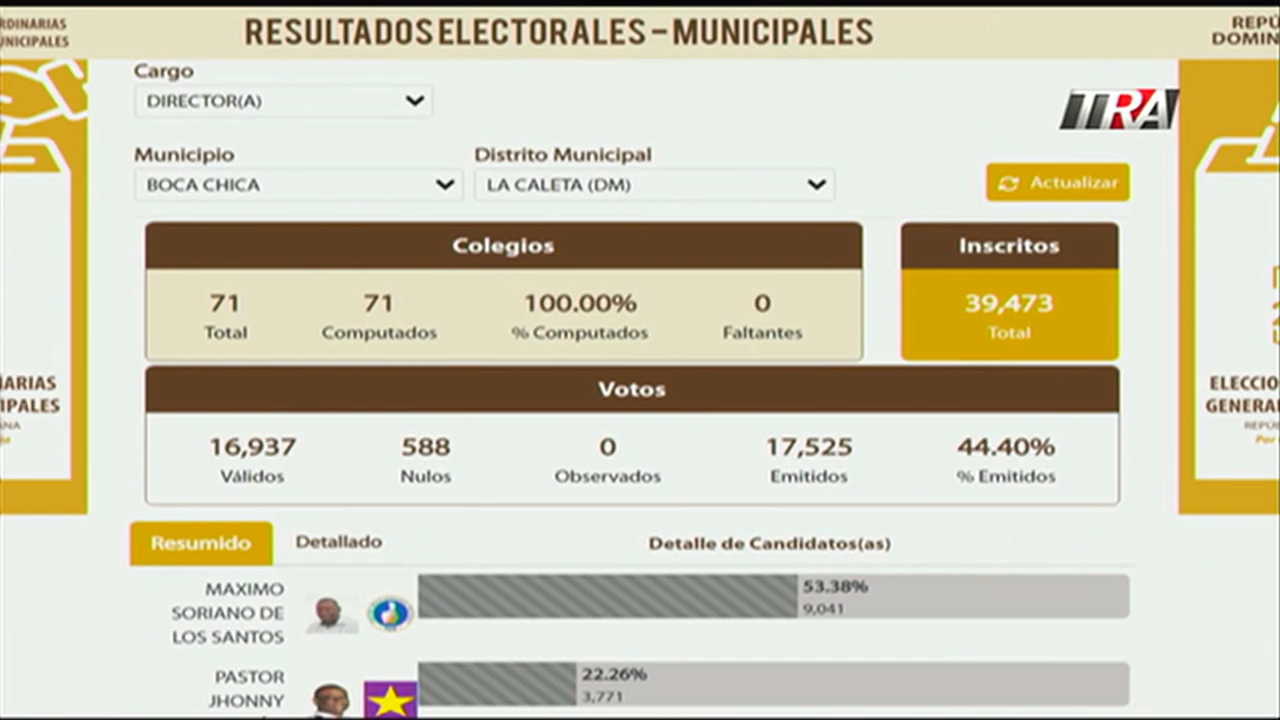 RESULTADOS ELECTORALES – MUNICIPALES
Cargo
DIRECTOR(A)
TRA
Municipio
Distrito Municipal
BOCA CHICA
LA CALETA (DM)
Actualizar
Colegios
Inscritos
71
71
100.00%
0
39,473
Total
Computados
% Computados
Faltantes
Total
Votos
16,937
588
0
17,525
44.40%
Válidos
Nulos
Observados
Emitidos
% Emitidos
Resumido
Detallado
Detalle de Candidatos(as)
MAXIMO
SORIANO DE
LOS SANTOS
53.38%
9,041
PASTOR
JHONNY
22.26%
3,771